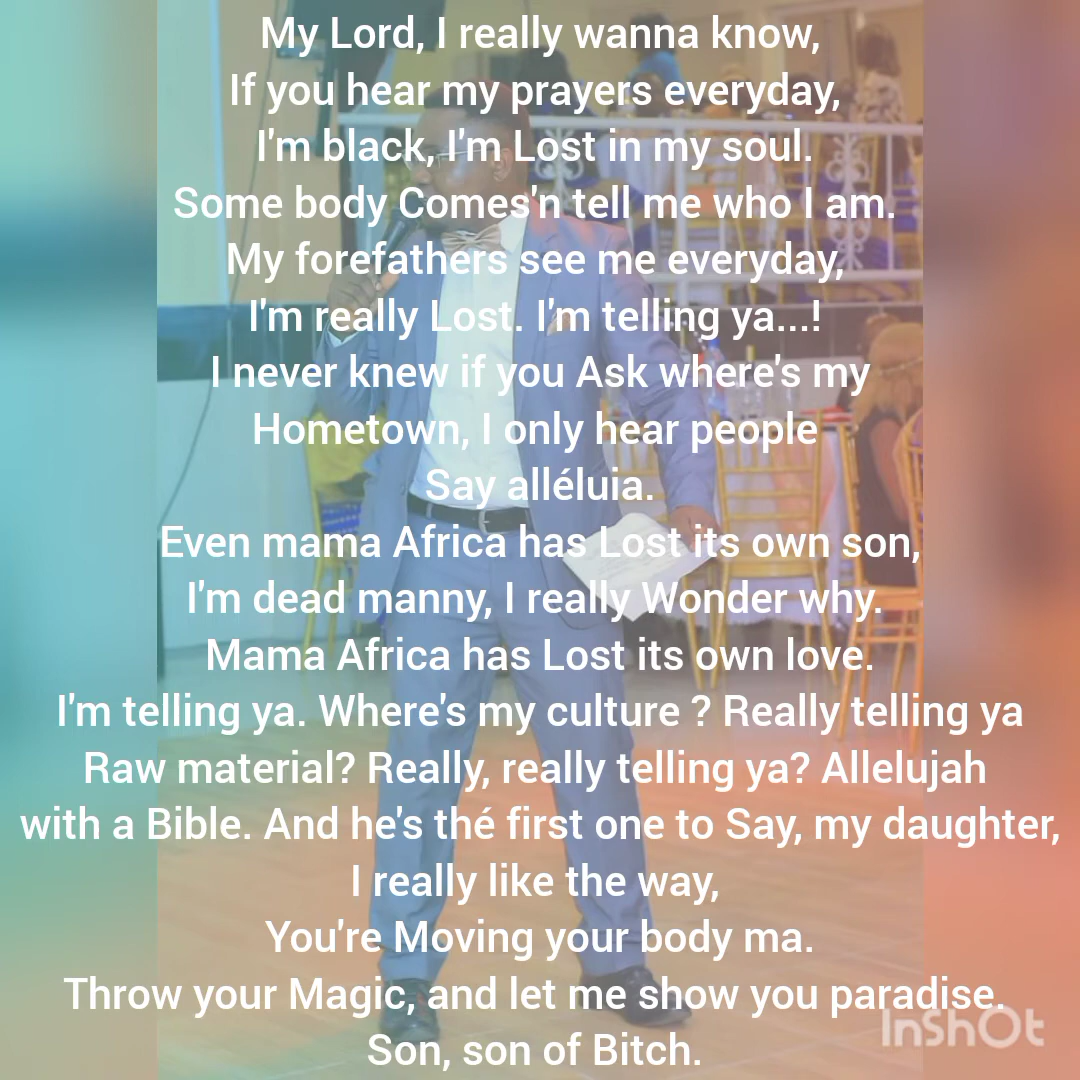 My Lord, I really wanna know,
If you hear my prayers everyday,
I'm black, I'm Lost in my soul.
Some body Comes'n tell me who I am.
My forefathers see me everyday,
I'm really Lost. I'm telling ya...!
I never knew if you Ask where's my
Hometown, I only hear people
Say alléluia.
Even mama Africa has Lost its own son,
I'm dead manny, I really Wonder why.
Mama Africa has Lost its own love.
I'm telling ya. Where's my culture ? Really telling ya
Raw material? Really, really telling ya? Allelujah
with a Bible. And he's thé first one to Say, my daughter,
I really like the way,
You're Moving your body ma.
Throw your Magic, and let me show you paradise.
Son, son of Bitch.
InShOt